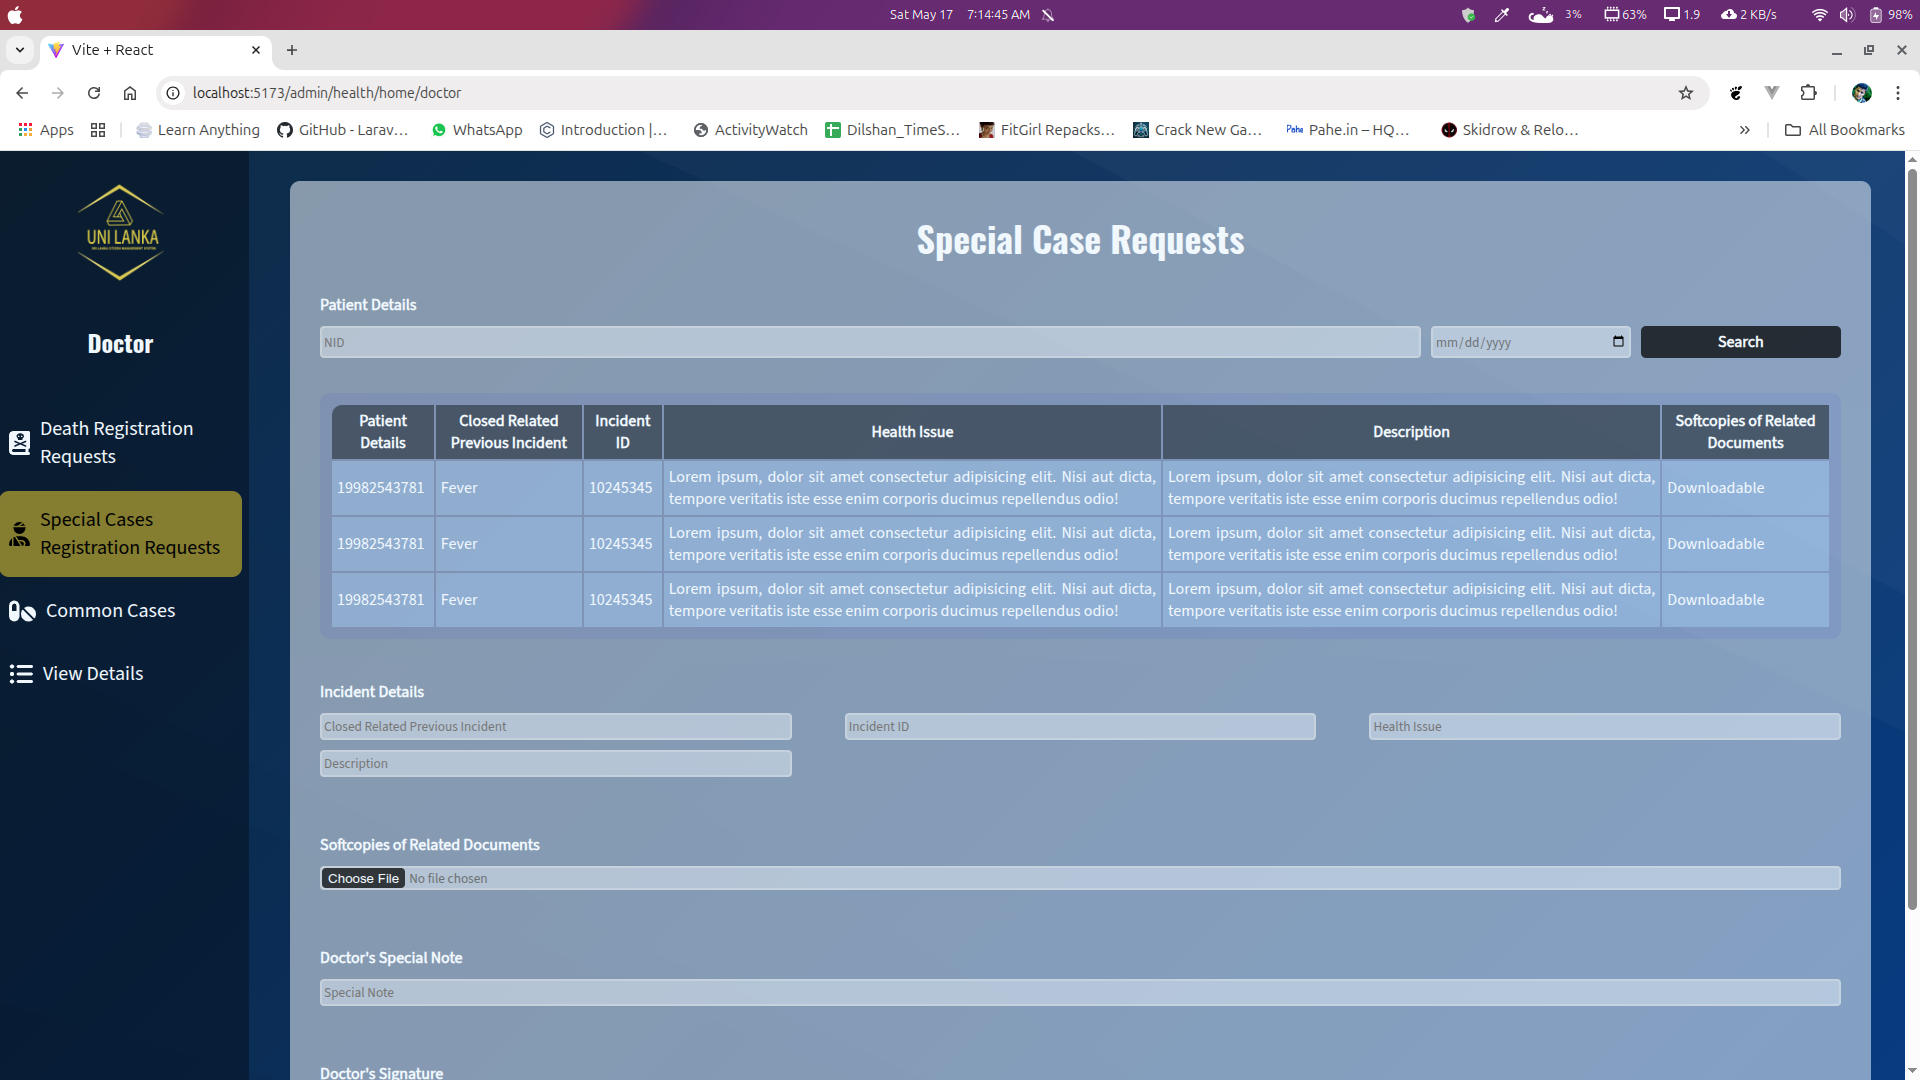 Sat May 17 7:14:45 AM 3% 63% 1.9 2 KB/s 98%
Vite + React
localhost:5173/admin/health/home/doctor
Apps Learn Anything GitHub - Larav... WhatsApp Introduction |... ActivityWatch Dilshan_TimeS... FitGirl Repacks... Crack New Ga... Pahe Pahe.in – HQ... Skidrow & Relo... All Bookmarks
UNI LANKA
Doctor
Death Registration
Requests
Special Cases
Registration Requests
Common Cases
View Details
Special Case Requests
Patient Details
NID mm/dd/yyyy Search
Patient Details Closed Related Previous Incident Incident ID Health Issue Description Softcopies of Related Documents
19982543781 Fever 10245345 Lorem ipsum, dolor sit amet consectetur adipisicing elit. Nisi aut dicta, tempore veritatis iste esse enim corporis ducimus repellendus odio! Lorem ipsum, dolor sit amet consectetur adipisicing elit. Nisi aut dicta, tempore veritatis iste esse enim corporis ducimus repellendus odio! Downloadable
19982543781 Fever 10245345 Lorem ipsum, dolor sit amet consectetur adipisicing elit. Nisi aut dicta, tempore veritatis iste esse enim corporis ducimus repellendus odio! Lorem ipsum, dolor sit amet consectetur adipisicing elit. Nisi aut dicta, tempore veritatis iste esse enim corporis ducimus repellendus odio! Downloadable
19982543781 Fever 10245345 Lorem ipsum, dolor sit amet consectetur adipisicing elit. Nisi aut dicta, tempore veritatis iste esse enim corporis ducimus repellendus odio! Lorem ipsum, dolor sit amet consectetur adipisicing elit. Nisi aut dicta, tempore veritatis iste esse enim corporis ducimus repellendus odio! Downloadable
Incident Details
Closed Related Previous Incident Incident ID Health Issue
Description
Softcopies of Related Documents
Choose File No file chosen
Doctor's Special Note
Special Note
Doctor's Signature